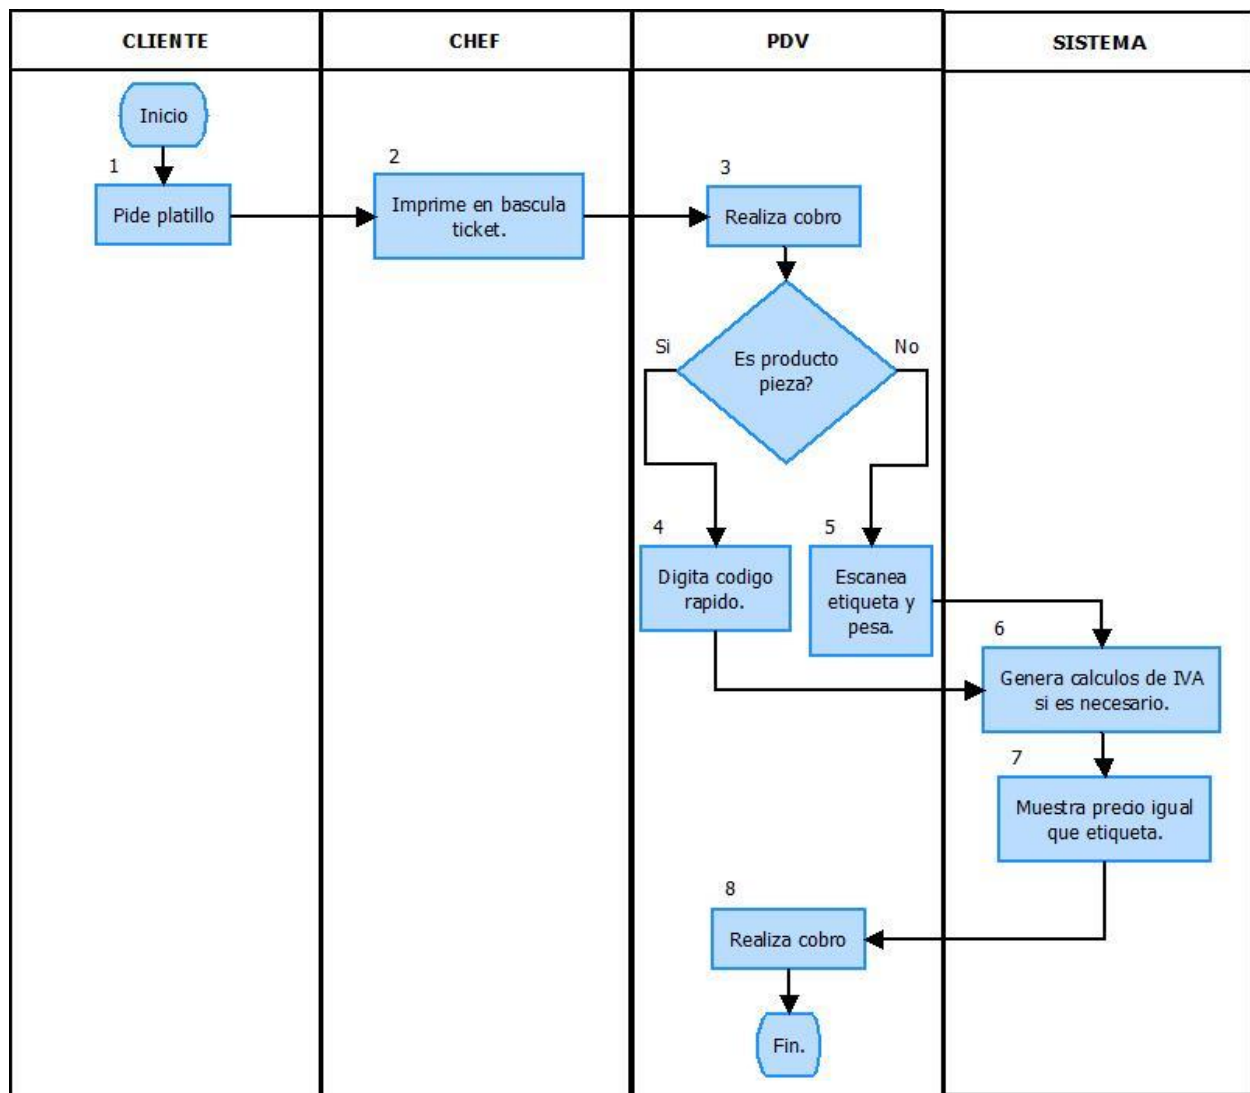 CLIENTE
CHEF
PDV
SISTEMA
Inicio
1
Pide platillo
2
Imprime en bascula
ticket.
3
Realiza cobro
Es producto
pieza?
Si
No
4
Digita codigo
rapido.
5
Escanea
etiqueta y
pesa.
6
Genera calculos de IVA
si es necesario.
7
Muestra precio igual
que etiqueta.
8
Realiza cobro
Fin.